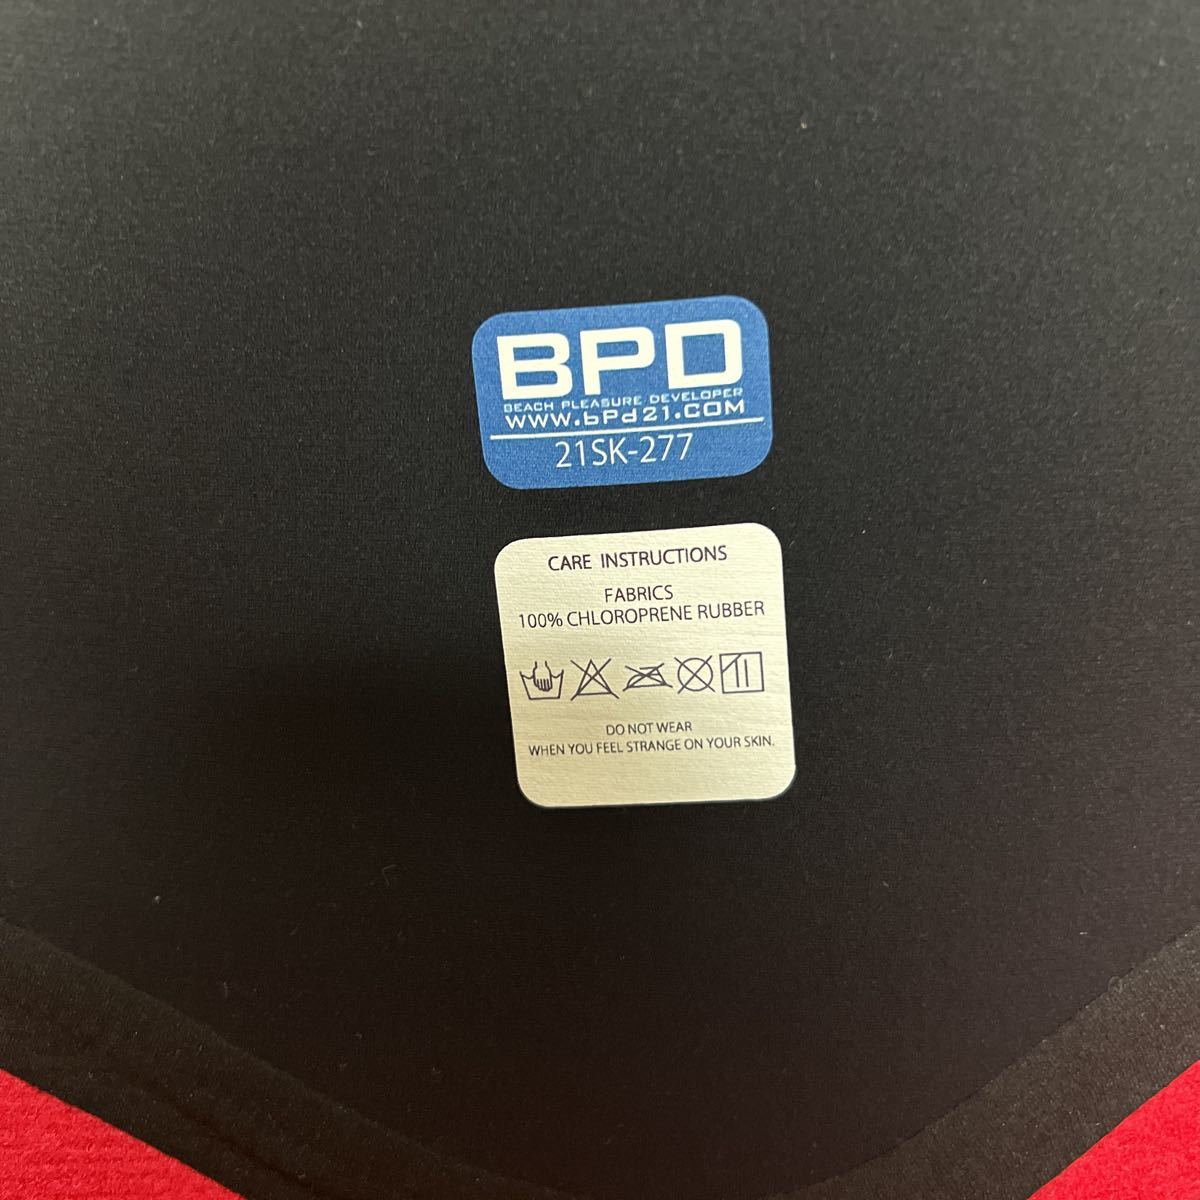 BPD
BEACH PLEASURE DEVELOPER
WWW.bPd21.COM
21SK-277
CARE INSTRUCTIONS
FABRICS
100% CHLOROPRENE RUBBER
DO NOT WEAR
WHEN YOU FEEL STRANGE ON YOUR SKIN.